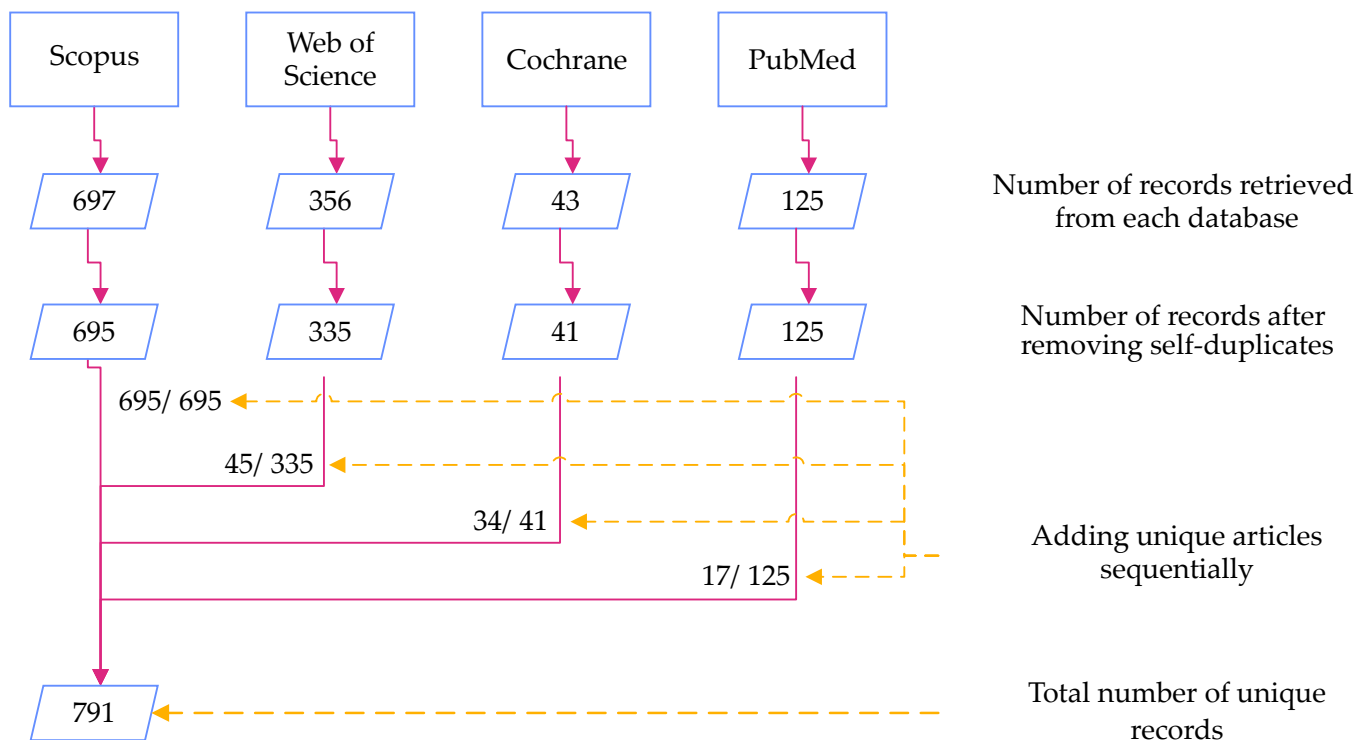 Scopus
Web of
Science
Cochrane
PubMed
697
356
43
125
Number of records retrieved
from each database
695
335
41
125
Number of records after
removing self-duplicates
695/ 695
45/ 335
34/ 41
17/ 125
Adding unique articles
sequentially
791
Total number of unique
records